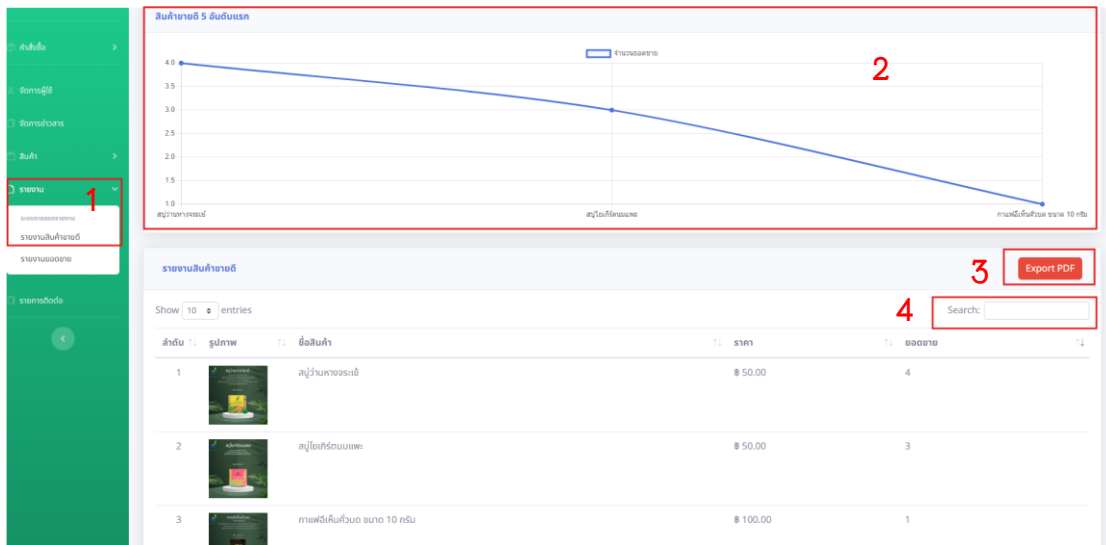 สินค้าขายดี 5 อันดับแรก
คำสั่งซื้อ
จัดการผู้ใช้
จัดการข่าวสาร
สินค้า
รายงาน
รายงานสินค้าขายดี
รายงานยอดขาย
รายการติดต่อ
1
จำนวนยอดขาย
2
4.0
3.5
3.0
2.5
2.0
1.5
1.0
สบู่ว่านหางจระเข้
สบู่โยเกิร์ตนมแพะ
กาแฟอีเห็นคั่วบด ขนาด 10 กรัม
รายงานสินค้าขายดี
3
Export PDF
Show 10 entries
4
Search:
ลำดับ รูปภาพ ชื่อสินค้า ราคา ยอดขาย
1 สบู่ว่านหางจระเข้ ฿ 50.00 4
2 สบู่โยเกิร์ตนมแพะ ฿ 50.00 3
3 กาแฟอีเห็นคั่วบด ขนาด 10 กรัม ฿ 100.00 1